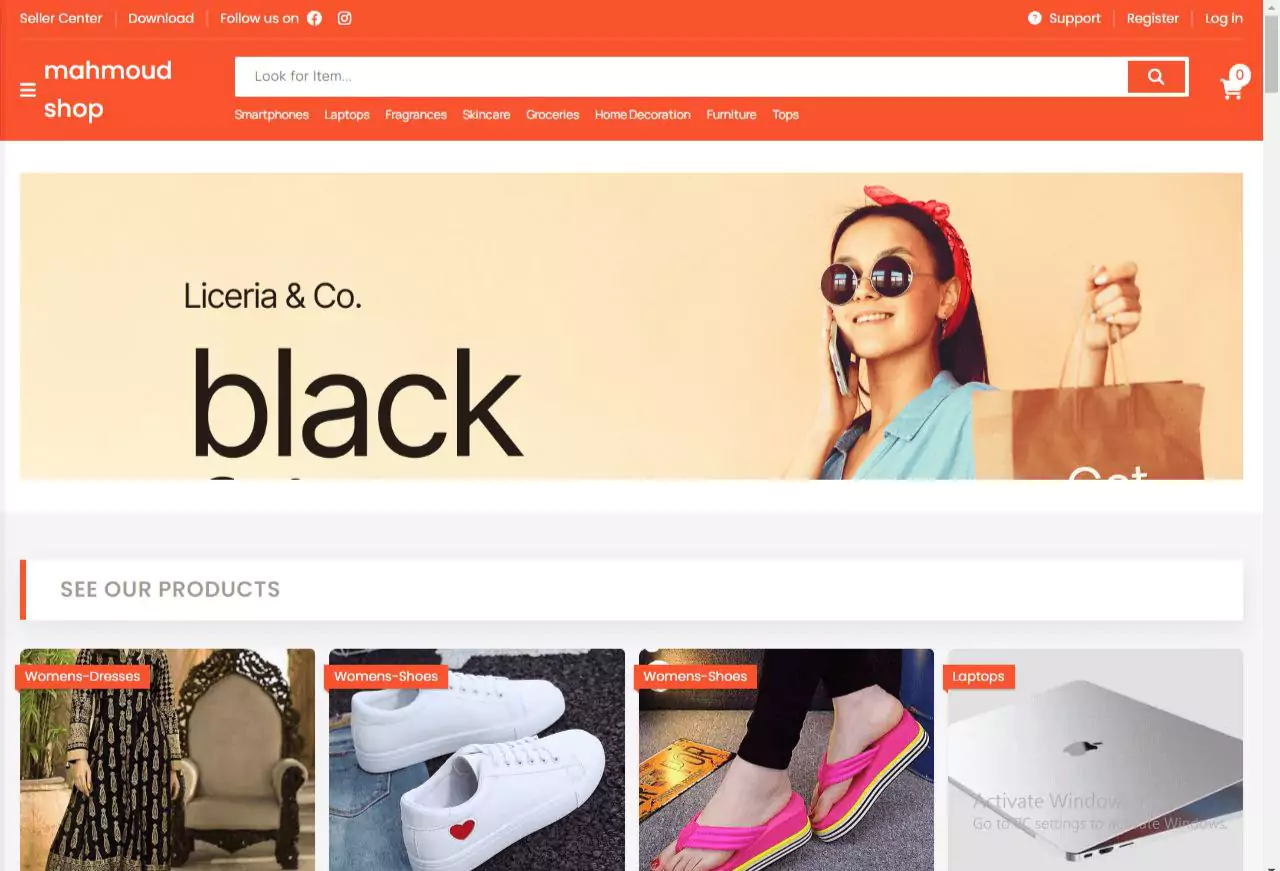 Seller Center
Download
Follow us on
Support
Register
Log in
mahmoud
shop
Look for Item...
0
Smartphones
Laptops
Fragrances
Skincare
Groceries
Home Decoration
Furniture
Tops
Liceria & Co.
black
Get
SEE OUR PRODUCTS
Womens-Dresses
Womens-Shoes
Womens-Shoes
Laptops
Activate Windows
Go to PC settings to activate Windows.